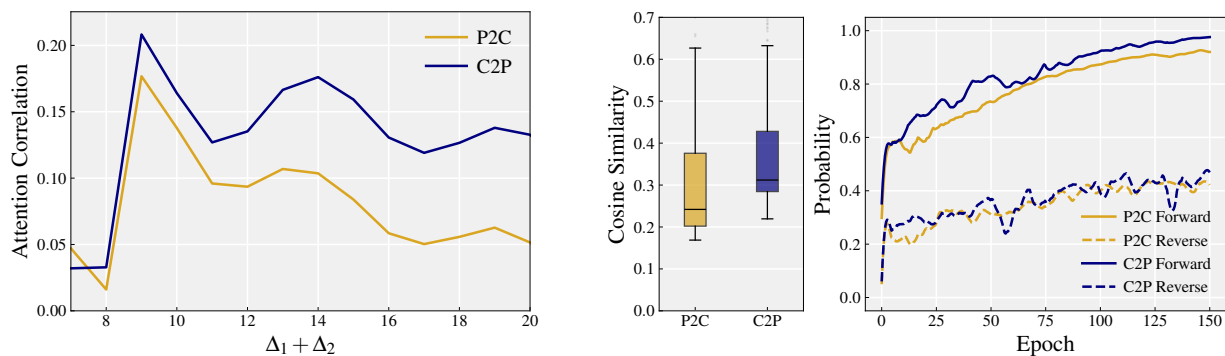 Attention Correlation
0.20
0.15
0.10
0.05
0.00
8
10
12
14
16
18
20
Δ₁ + Δ₂
P2C
C2P
Cosine Similarity
0.7
0.6
0.5
0.4
0.3
0.2
0.1
0.0
P2C
C2P
Probability
1.0
0.8
0.6
0.4
0.2
0.0
0
25
50
75
100
125
150
Epoch
P2C Forward
P2C Reverse
C2P Forward
C2P Reverse